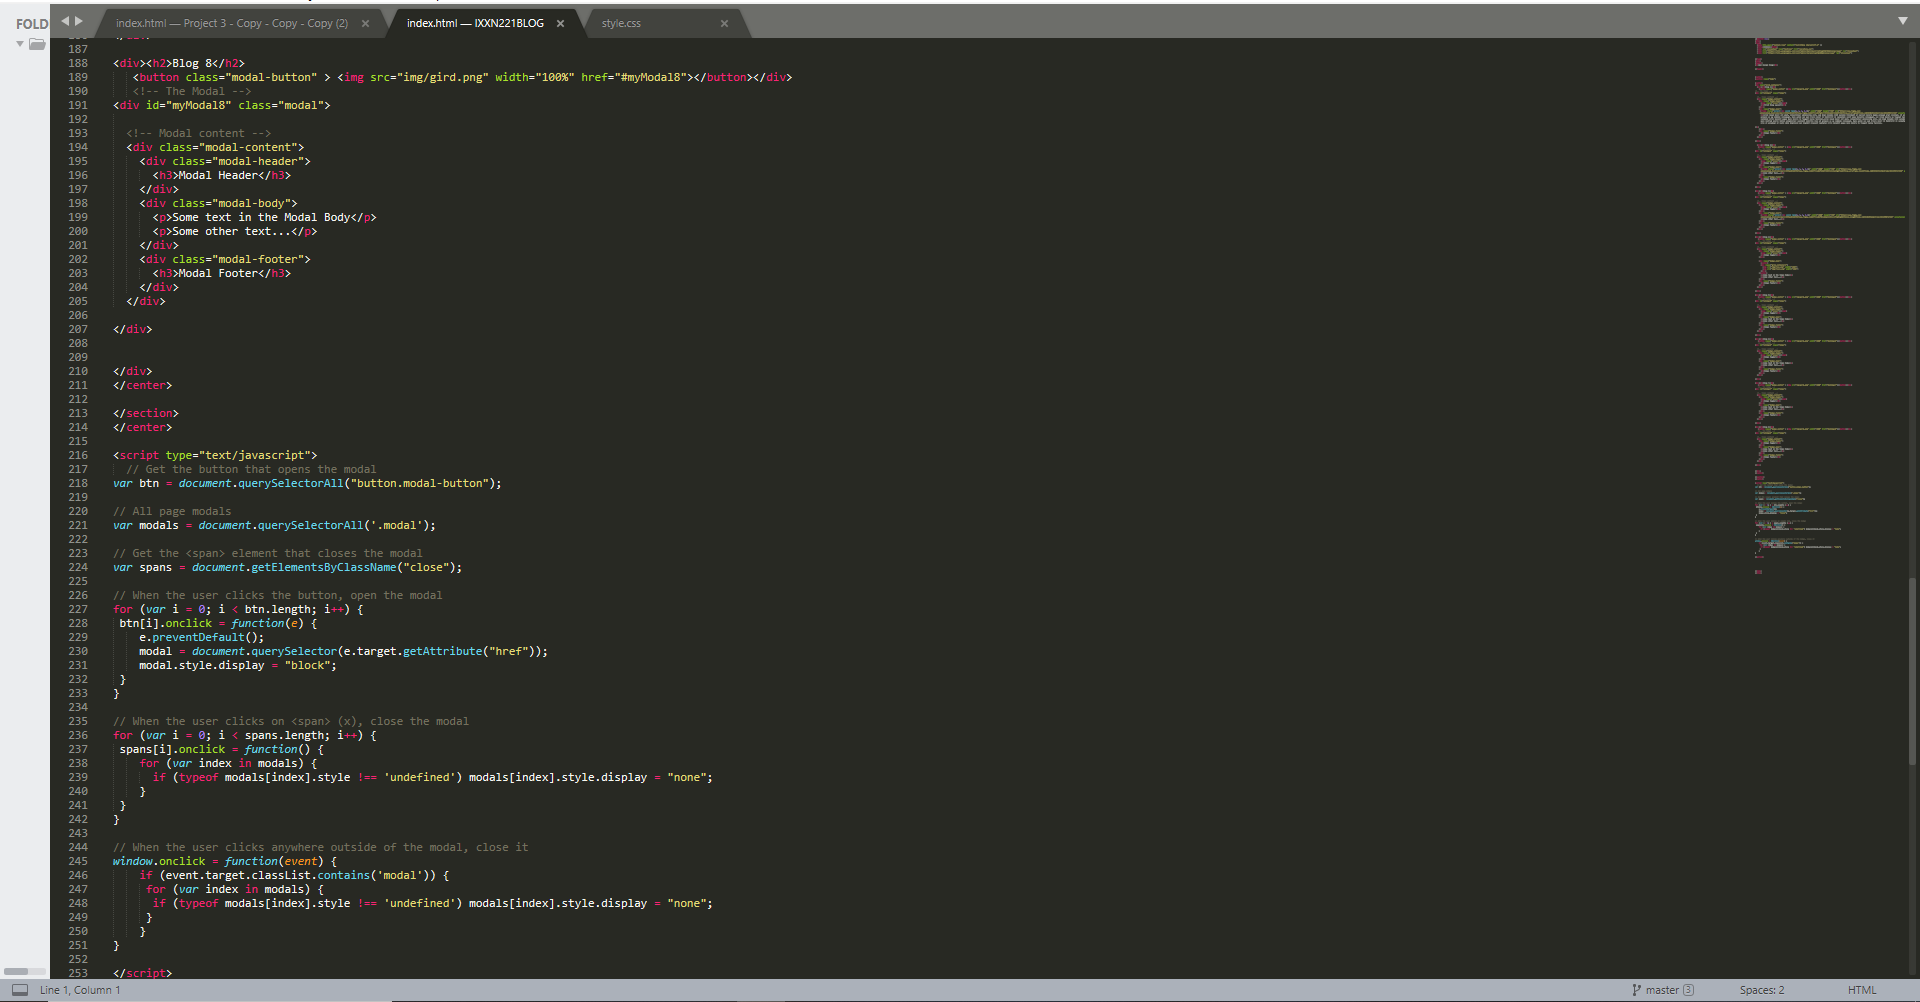 FOLD
index.html — Project 3 - Copy - Copy - Copy (2) ×
index.html — IXXN221BLOG ×
style.css ×
187
188 <div><h2>Blog 8</h2>
189 <button class="modal-button" > <img src="img/gird.png" width="100%" href="#myModal8"></button></div>
190 <!-- The Modal -->
191 <div id="myModal8" class="modal">
192
193 <!-- Modal content -->
194 <div class="modal-content">
195 <div class="modal-header">
196 <h3>Modal Header</h3>
197 </div>
198 <div class="modal-body">
199 <p>Some text in the Modal Body</p>
200 <p>Some other text...</p>
201 </div>
202 <div class="modal-footer">
203 <h3>Modal Footer</h3>
204 </div>
205 </div>
206
207 </div>
208
209
210 </div>
211 </center>
212
213 </section>
214 </center>
215
216 <script type="text/javascript">
217 // Get the button that opens the modal
218 var btn = document.querySelectorAll("button.modal-button");
219
220 // All page modals
221 var modals = document.querySelectorAll('.modal');
222
223 // Get the <span> element that closes the modal
224 var spans = document.getElementsByClassName("close");
225
226 // When the user clicks the button, open the modal
227 for (var i = 0; i < btn.length; i++) {
228 btn[i].onclick = function(e) {
229 e.preventDefault();
230 modal = document.querySelector(e.target.getAttribute("href"));
231 modal.style.display = "block";
232 }
233 }
234
235 // When the user clicks on <span> (x), close the modal
236 for (var i = 0; i < spans.length; i++) {
237 spans[i].onclick = function() {
238 for (var index in modals) {
239 if (typeof modals[index].style !== 'undefined') modals[index].style.display = "none";
240 }
241 }
242 }
243
244 // When the user clicks anywhere outside of the modal, close it
245 window.onclick = function(event) {
246 if (event.target.classList.contains('modal')) {
247 for (var index in modals) {
248 if (typeof modals[index].style !== 'undefined') modals[index].style.display = "none";
249 }
250 }
251 }
252
253 </script>
Line 1, Column 1
master 3
Spaces: 2
HTML